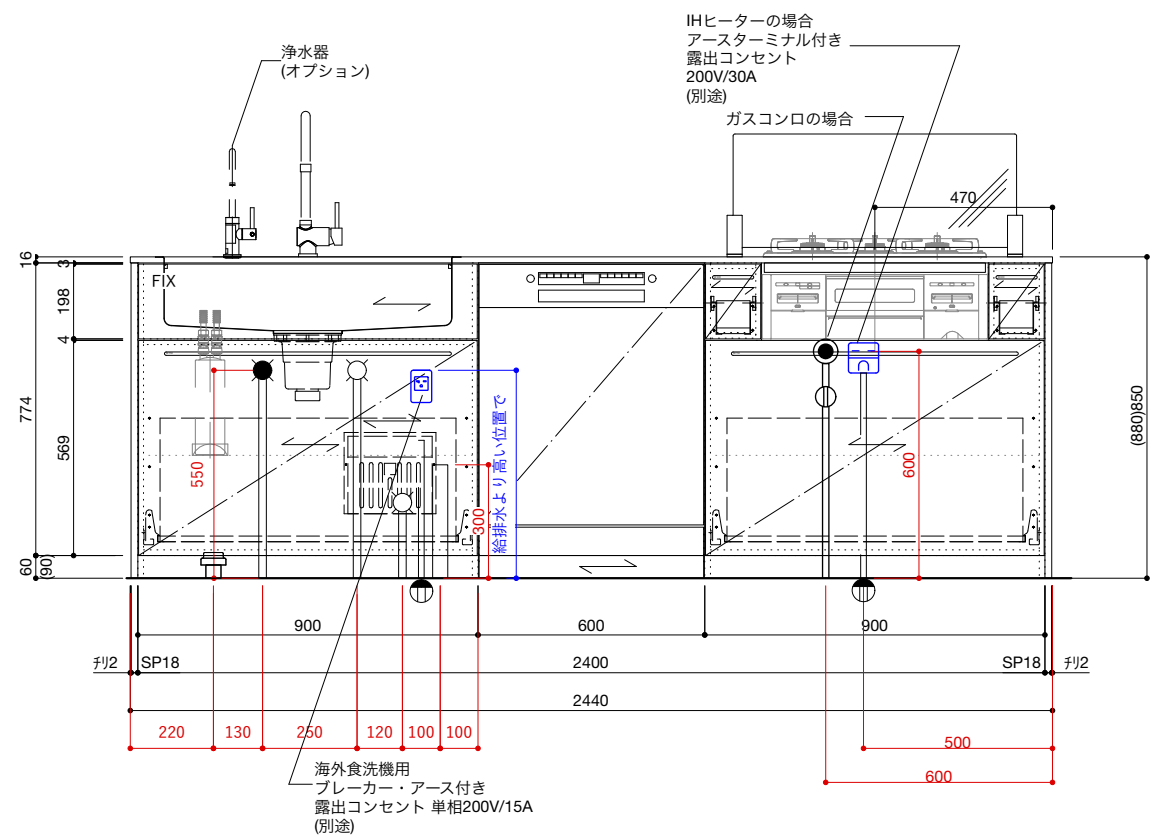 IHヒーターの場合
アースターミナル付き
露出コンセント
200V/30A
(別途)
浄水器
(オプション)
ガスコンロの場合
470
16
3
FIX
198
4
774
569
550
300
給排水より高い位置で
600
(880)850
60
(90)
900
600
900
ﾁﾘ2
SP18
2400
SP18
ﾁﾘ2
2440
220
130
250
120
100
100
500
600
海外食洗機用
ブレーカー・アース付き
露出コンセント 単相200V/15A
(別途)